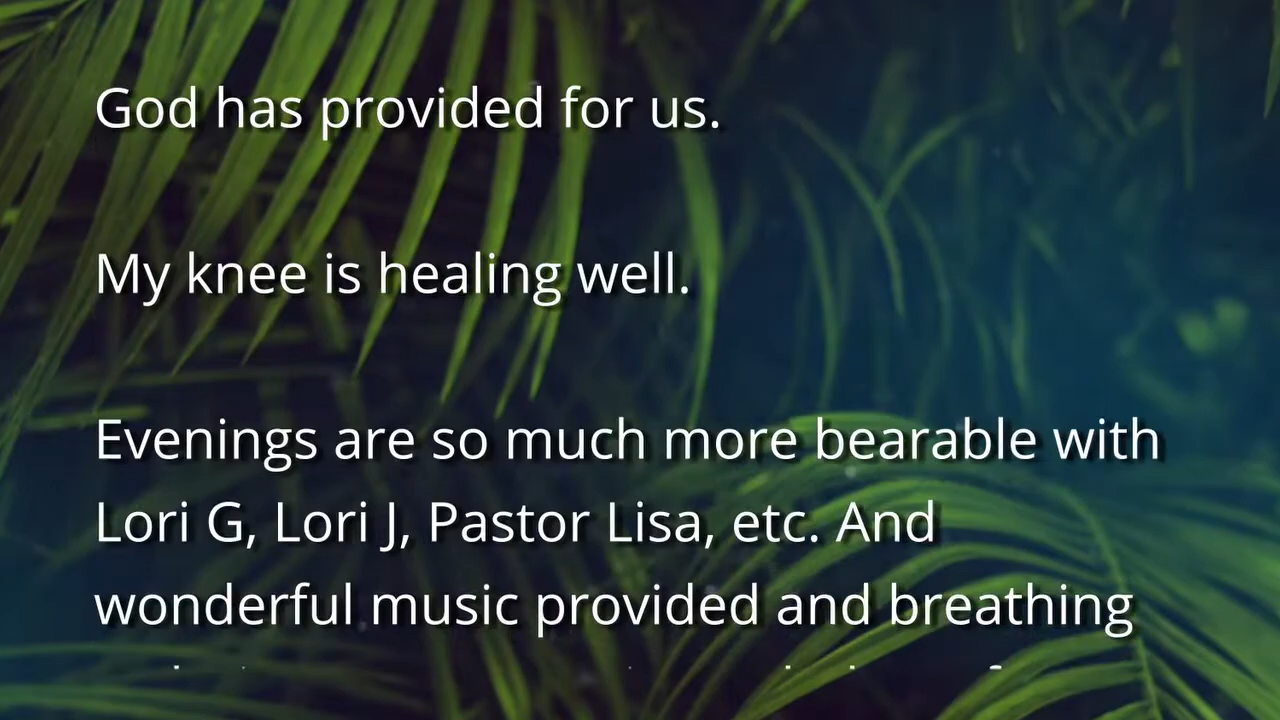 God has provided for us.
My knee is healing well.
Evenings are so much more bearable with
Lori G, Lori J, Pastor Lisa, etc. And
wonderful music provided and breathing